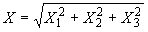 X = √(X₁² + X₂² + X₃²)